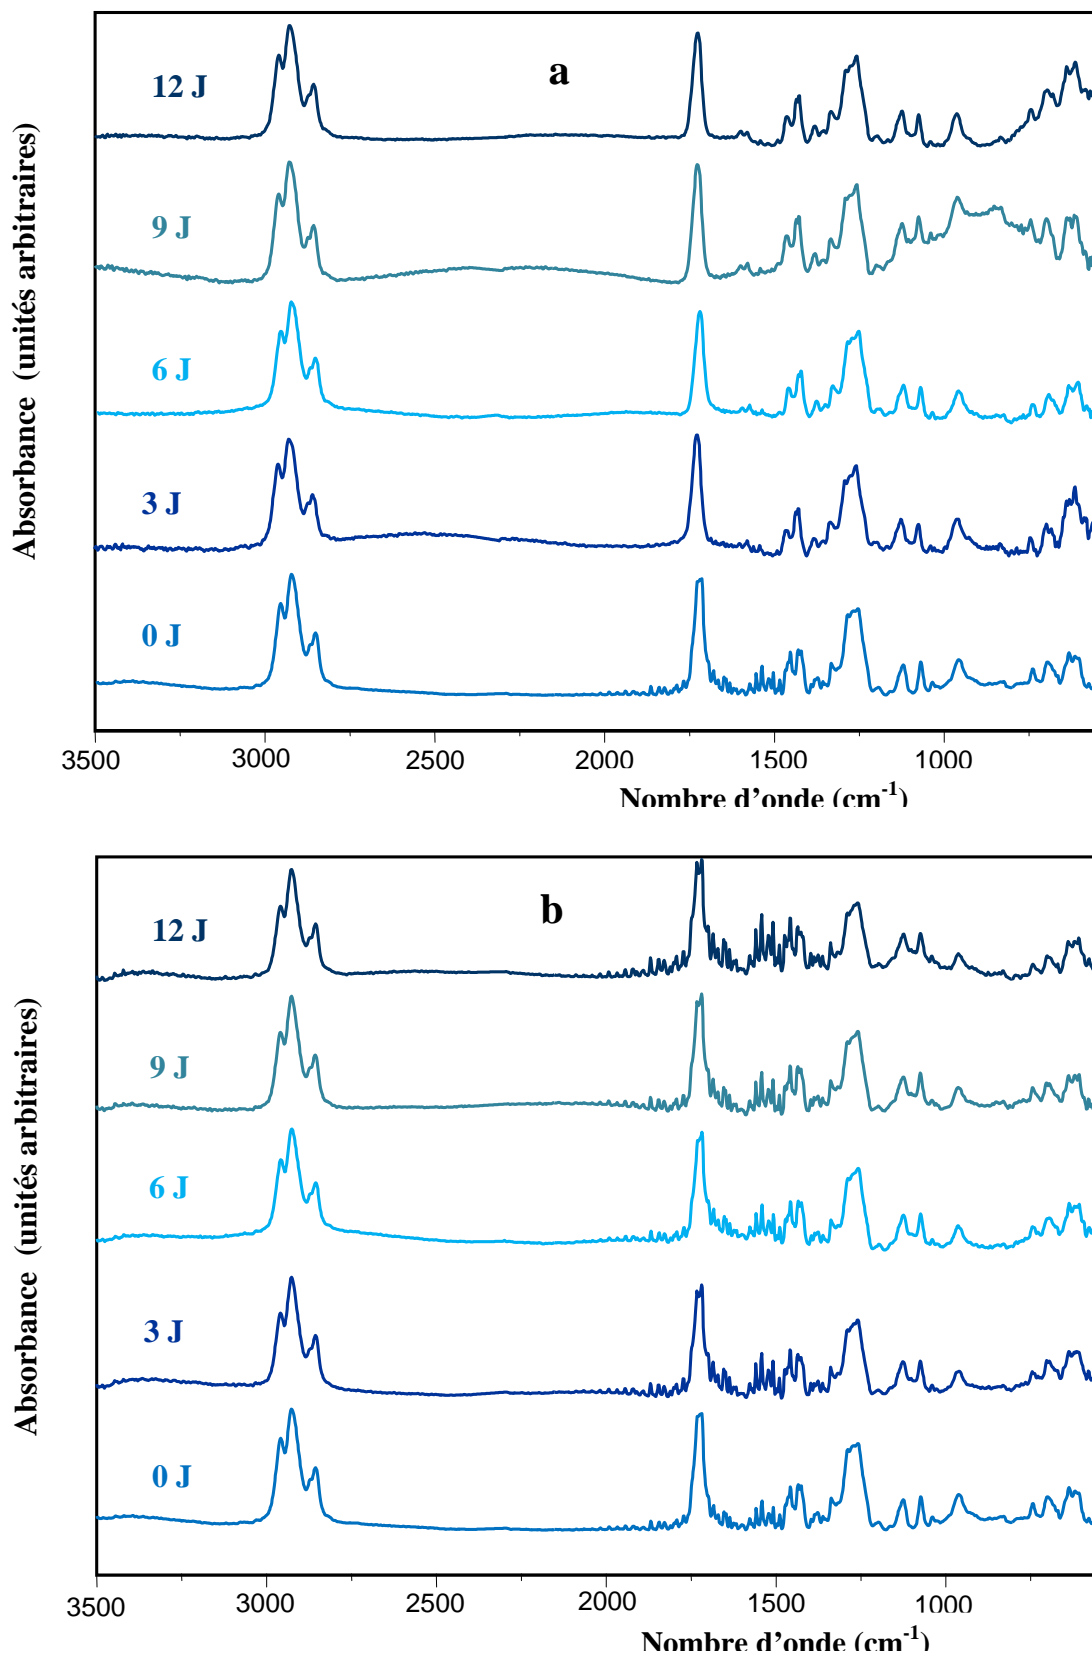 Absorbance (unités arbitraires)
a
12 J
9 J
6 J
3 J
0 J
3500 3000 2500 2000 1500 1000
Nombre d’onde (cm⁻¹)
Absorbance (unités arbitraires)
b
12 J
9 J
6 J
3 J
0 J
3500 3000 2500 2000 1500 1000
Nombre d’onde (cm⁻¹)